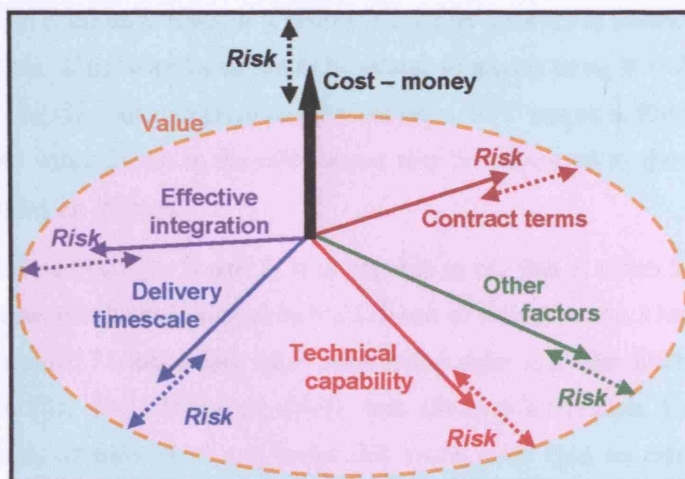 Risk
Cost – money
Value
Risk
Effective
integration
Contract terms
Risk
Delivery
timescale
Other
factors
Technical
capability
Risk
Risk
Risk